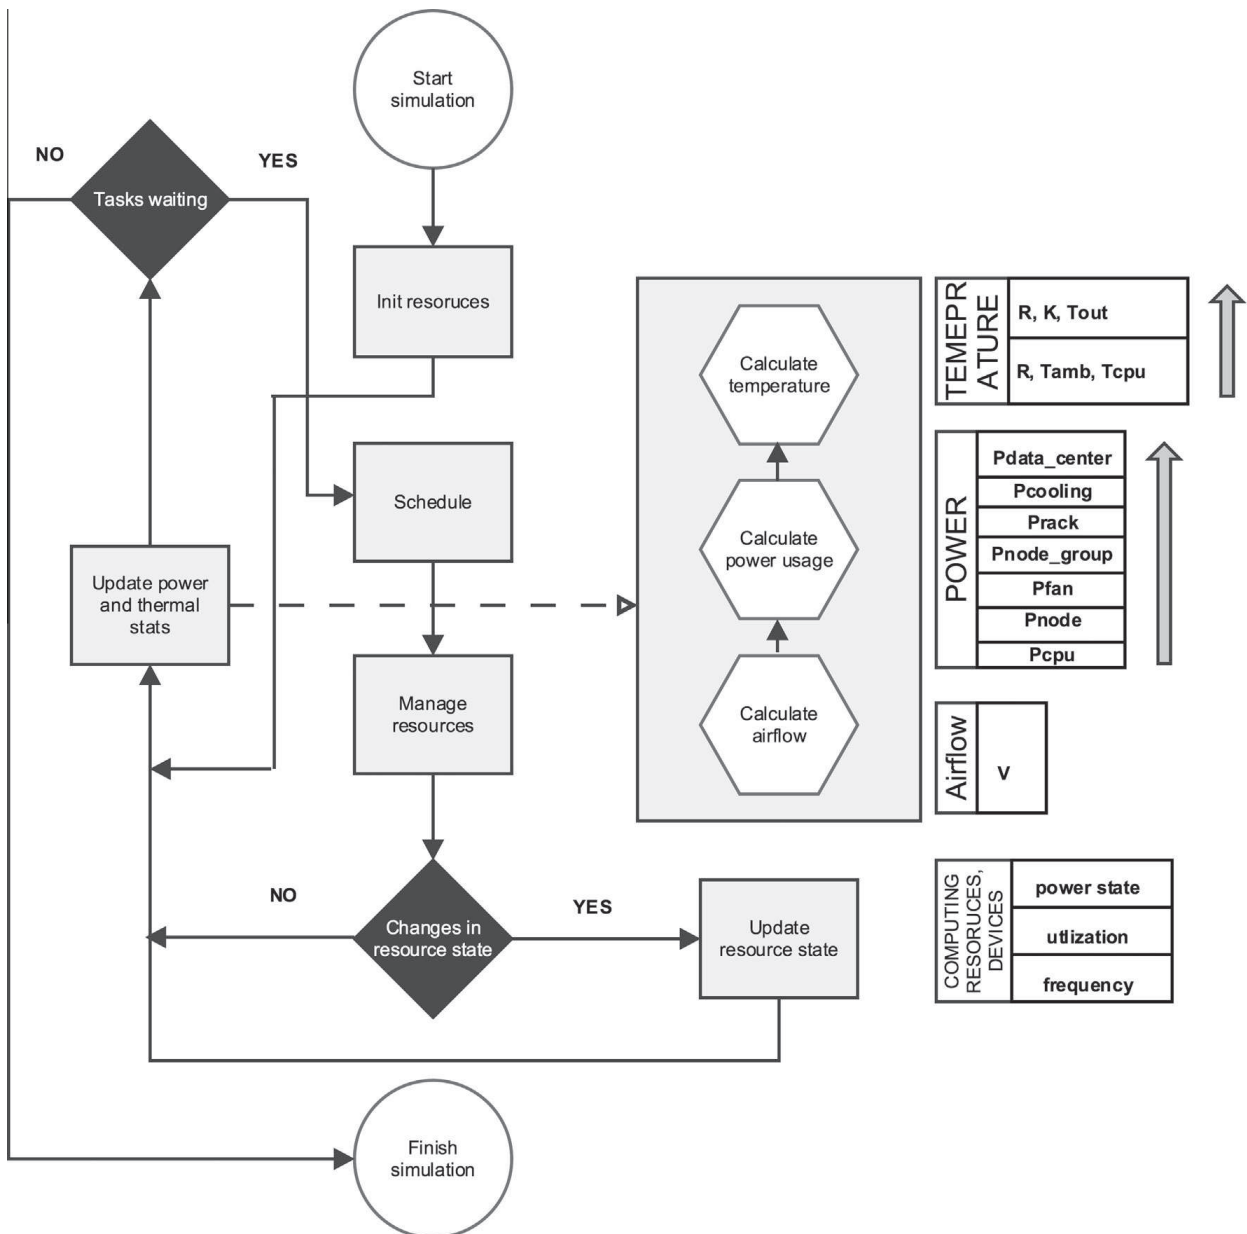 Start
simulation
NO
YES
Tasks waiting
Init resoruces
Schedule
Update power
and thermal
stats
Manage
resources
NO
Changes in
resource state
YES
Update
resource state
Finish
simulation
Calculate
temperature
Calculate
power usage
Calculate
airflow
TEMEPR
ATURE
R, K, Tout
R, Tamb, Tcpu
POWER
Pdata_center
Pcooling
Prack
Pnode_group
Pfan
Pnode
Pcpu
Airflow
V
COMPUTING
RESORUCES,
DEVICES
power state
utlization
frequency